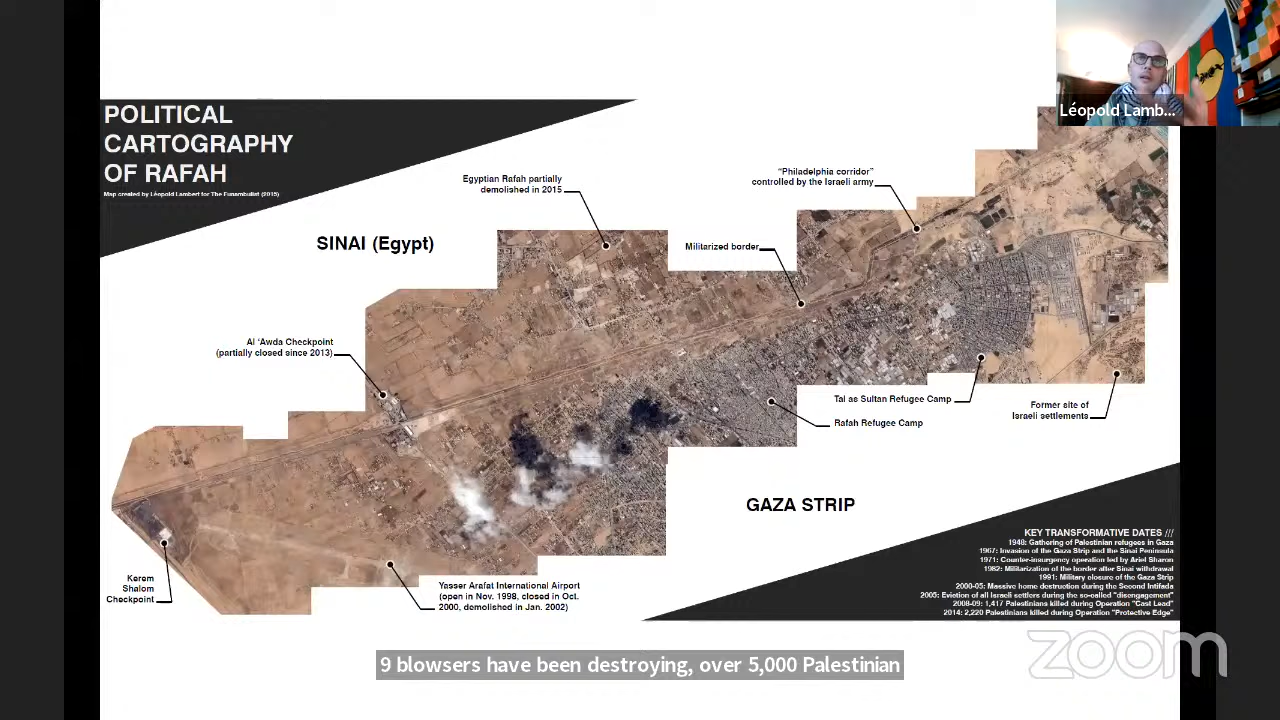 POLITICAL
CARTOGRAPHY
OF RAFAH
Map created by Léopold Lambert for The Funambulist (2015)
Léopold Lamb...
Egyptian Rafah partially
demolished in 2015
"Philadelphia corridor"
controlled by the Israeli army
SINAI (Egypt)
Militarized border
Al 'Awda Checkpoint
(partially closed since 2013)
Tal as Sultan Refugee Camp
Rafah Refugee Camp
Former site of
Israeli settlements
GAZA STRIP
Kerem
Shalom
Checkpoint
Yasser Arafat International Airport
(open in Nov. 1998, closed in Oct.
2000, demolished in Jan. 2002)
KEY TRANSFORMATIVE DATES ///
1948: Gathering of Palestinian refugees in Gaza
1967: Invasion of the Gaza Strip and the Sinai Peninsula
1971: Counter-insurgency operation led by Ariel Sharon
1982: Militarization of the border after Sinai withdrawal
1991: Military closure of the Gaza Strip
2000-05: Massive home destruction during the Second Intifada
2005: Eviction of all Israeli settlers during the so-called "disengagement"
2008-09: 1,417 Palestinians killed during Operation "Cast Lead"
2014: 2,220 Palestinians killed during Operation "Protective Edge"
zoom
9 blowsers have been destroying, over 5,000 Palestinian